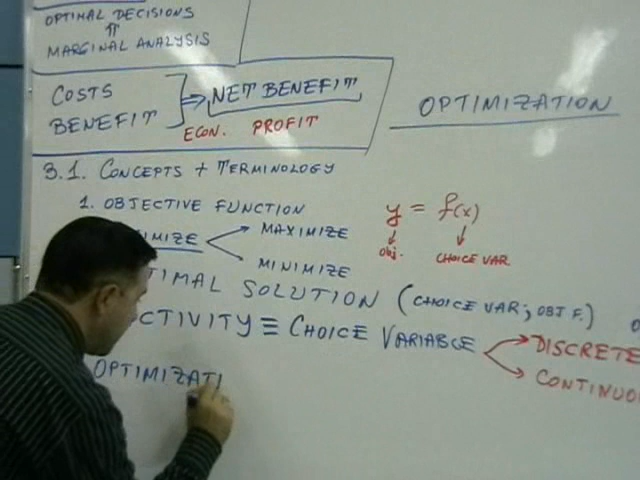 OPTIMAL DECISIONS
⇑
MARGINAL ANALYSIS
COSTS
BENEFIT
⇒ NET BENEFIT
ECON. PROFIT
OPTIMIZATION
3.1. CONCEPTS + TERMINOLOGY
1. OBJECTIVE FUNCTION
y = f(x)
OBJ. CHOICE VAR
IMIZE
MAXIMIZE
MINIMIZE
TIMAL SOLUTION (CHOICE VAR; OBJ F.)
CTIVITY ≡ CHOICE VARIABLE
DISCRETE
CONTINUO
OPTIMIZATI